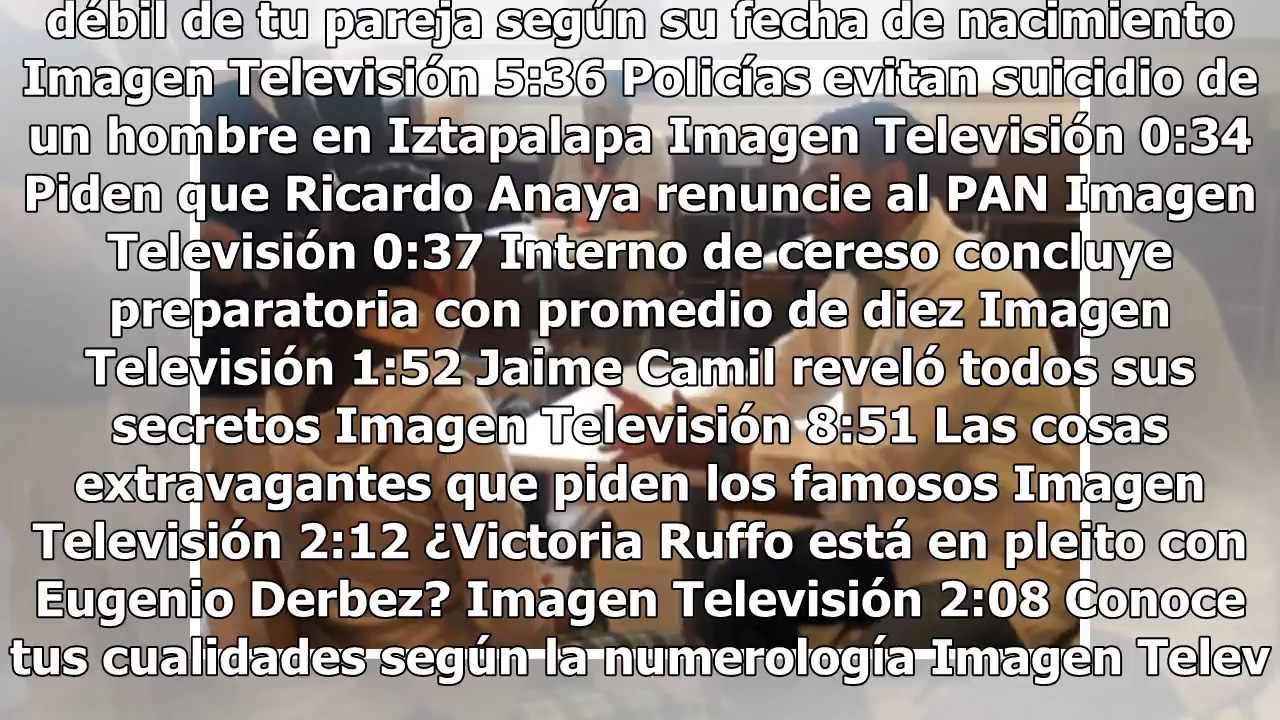 débil de tu pareja según su fecha de nacimiento
Imagen Televisión 5:36 Policías evitan suicidio de
un hombre en Iztapalapa Imagen Televisión 0:34
Piden que Ricardo Anaya renuncie al PAN Imagen
Televisión 0:37 Interno de cereso concluye
preparatoria con promedio de diez Imagen
Televisión 1:52 Jaime Camil reveló todos sus
secretos Imagen Televisión 8:51 Las cosas
extravagantes que piden los famosos Imagen
Televisión 2:12 ¿Victoria Ruffo está en pleito con
Eugenio Derbez? Imagen Televisión 2:08 Conoce
tus cualidades según la numerología Imagen Telev